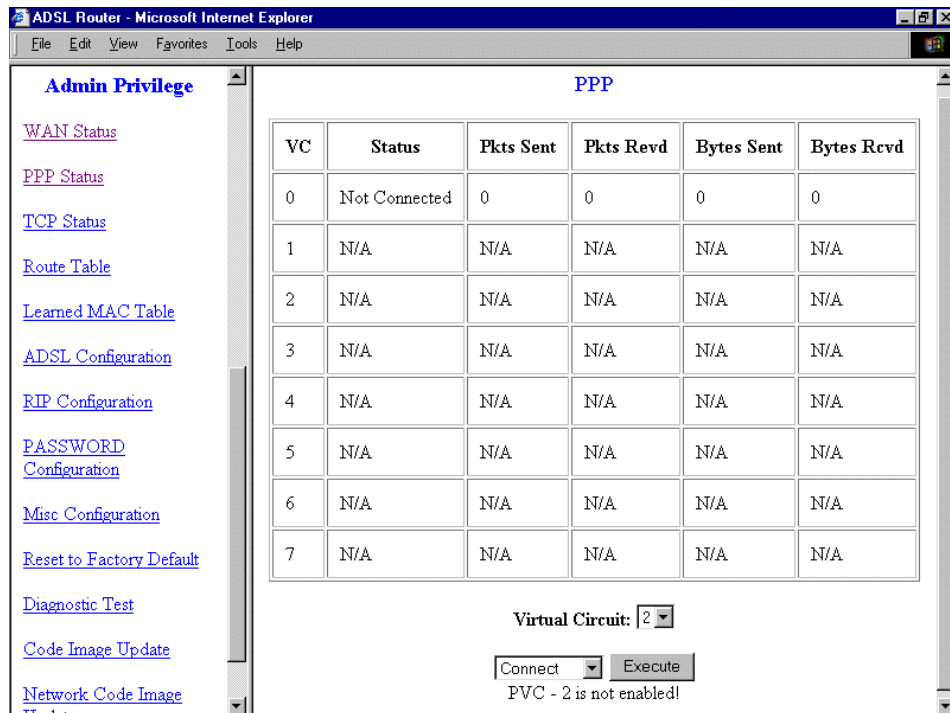 ADSL Router - Microsoft Internet Explorer
File Edit View Favorites Tools Help
Admin Privilege
WAN Status
PPP Status
TCP Status
Route Table
Learned MAC Table
ADSL Configuration
RIP Configuration
PASSWORD
Configuration
Misc Configuration
Reset to Factory Default
Diagnostic Test
Code Image Update
Network Code Image
PPP
VC Status Pkts Sent Pkts Revd Bytes Sent Bytes Rcvd
0 Not Connected 0 0 0 0
1 N/A N/A N/A N/A N/A
2 N/A N/A N/A N/A N/A
3 N/A N/A N/A N/A N/A
4 N/A N/A N/A N/A N/A
5 N/A N/A N/A N/A N/A
6 N/A N/A N/A N/A N/A
7 N/A N/A N/A N/A N/A
Virtual Circuit: 2
Connect Execute
PVC - 2 is not enabled!